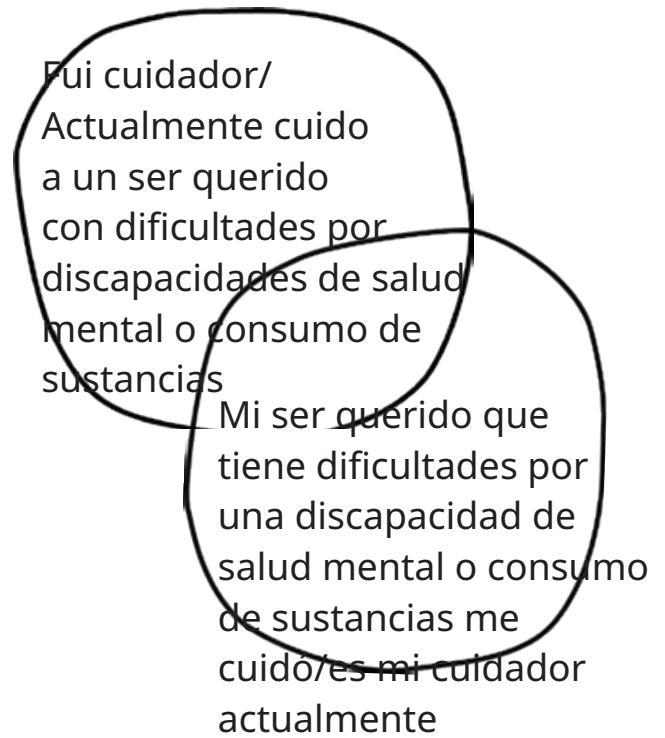 Fui cuidador/
Actualmente cuido
a un ser querido
con dificultades por
discapacidades de salud
mental o consumo de
sustancias
Mi ser querido que
tiene dificultades por
una discapacidad de
salud mental o consumo
de sustancias me
cuidó/es mi cuidador
actualmente